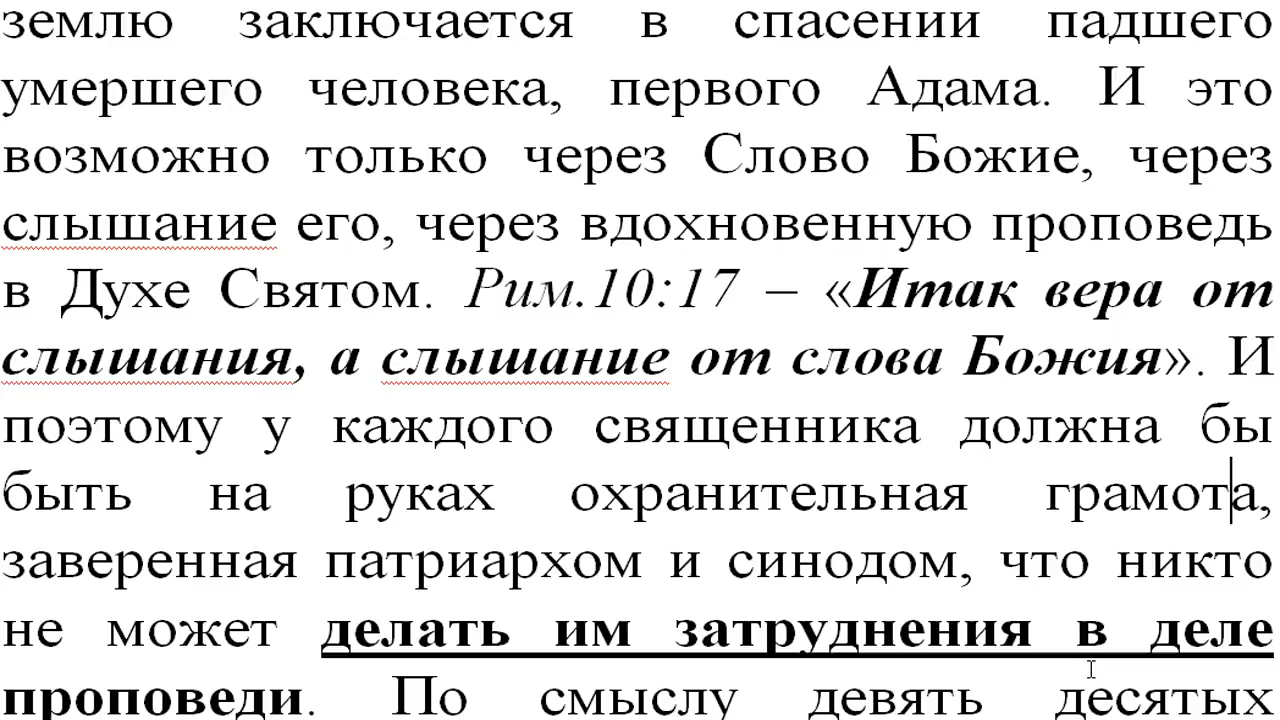 землю заключается в спасении падшего
умершего человека, первого Адама. И это
возможно только через Слово Божие, через
слышание его, через вдохновенную проповедь
в Духе Святом. Рим.10:17 – «Итак вера от
слышания, а слышание от слова Божия». И
поэтому у каждого священника должна бы
быть на руках охранительная грамота,
заверенная патриархом и синодом, что никто
не может делать им затруднения в деле
проповеди. По смыслу девять десятых